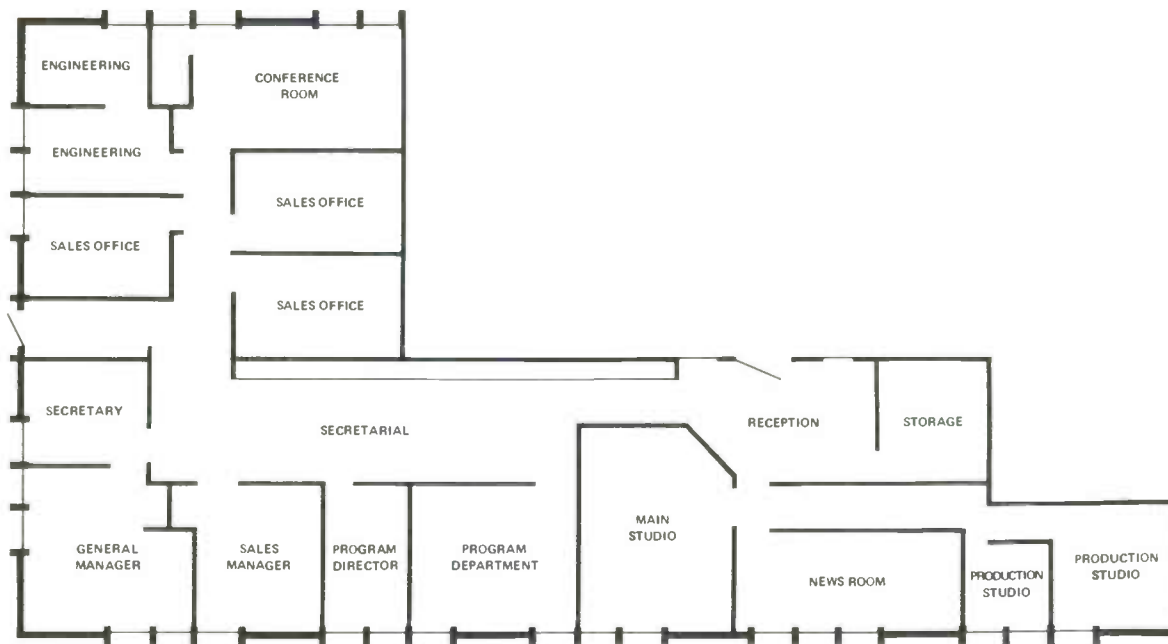 ENGINEERING
CONFERENCE
ROOM
ENGINEERING
SALES OFFICE
SALES OFFICE
SALES OFFICE
SECRETARY
SECRETARIAL
RECEPTION
STORAGE
GENERAL
MANAGER
SALES
MANAGER
PROGRAM
DIRECTOR
PROGRAM
DEPARTMENT
MAIN
STUDIO
NEWS ROOM
PRODUCTION
STUDIO
PRODUCTION
STUDIO